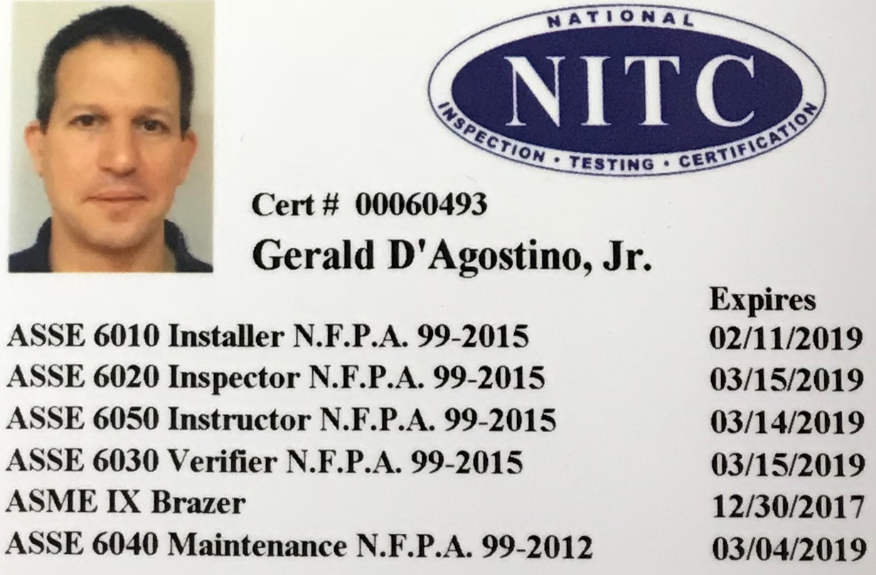 NATIONAL
NITC
INSPECTION · TESTING · CERTIFICATION
Cert # 00060493
Gerald D'Agostino, Jr.
Expires
ASSE 6010 Installer N.F.P.A. 99-2015 02/11/2019
ASSE 6020 Inspector N.F.P.A. 99-2015 03/15/2019
ASSE 6050 Instructor N.F.P.A. 99-2015 03/14/2019
ASSE 6030 Verifier N.F.P.A. 99-2015 03/15/2019
ASME IX Brazer 12/30/2017
ASSE 6040 Maintenance N.F.P.A. 99-2012 03/04/2019